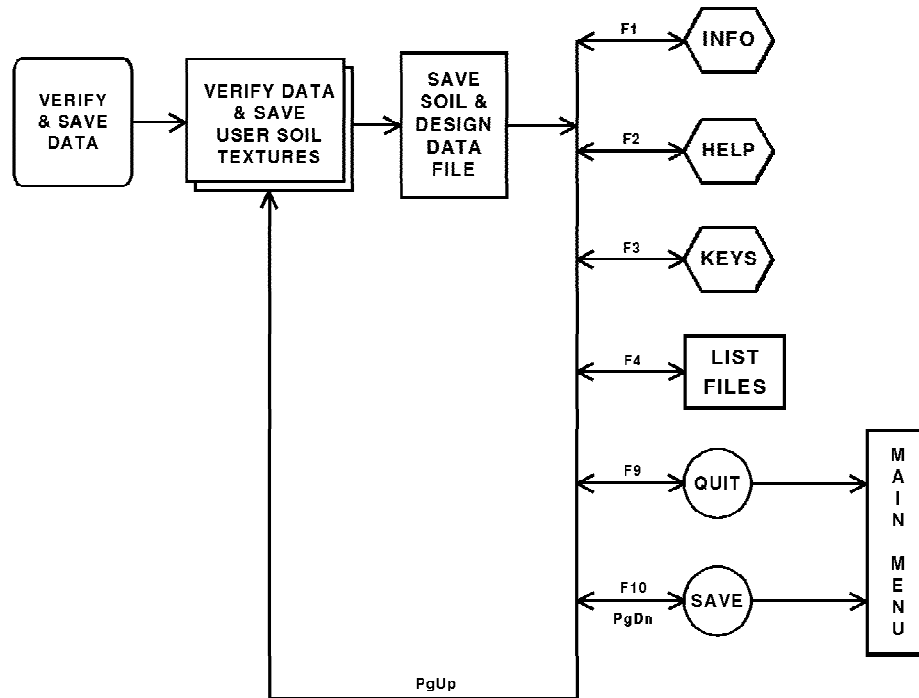 VERIFY
& SAVE
DATA
VERIFY DATA
& SAVE
USER SOIL
TEXTURES
SAVE
SOIL &
DESIGN
DATA
FILE
F1
INFO
F2
HELP
F3
KEYS
F4
LIST
FILES
F9
QUIT
F10
PgDn
SAVE
M
A
I
N
M
E
N
U
PgUp